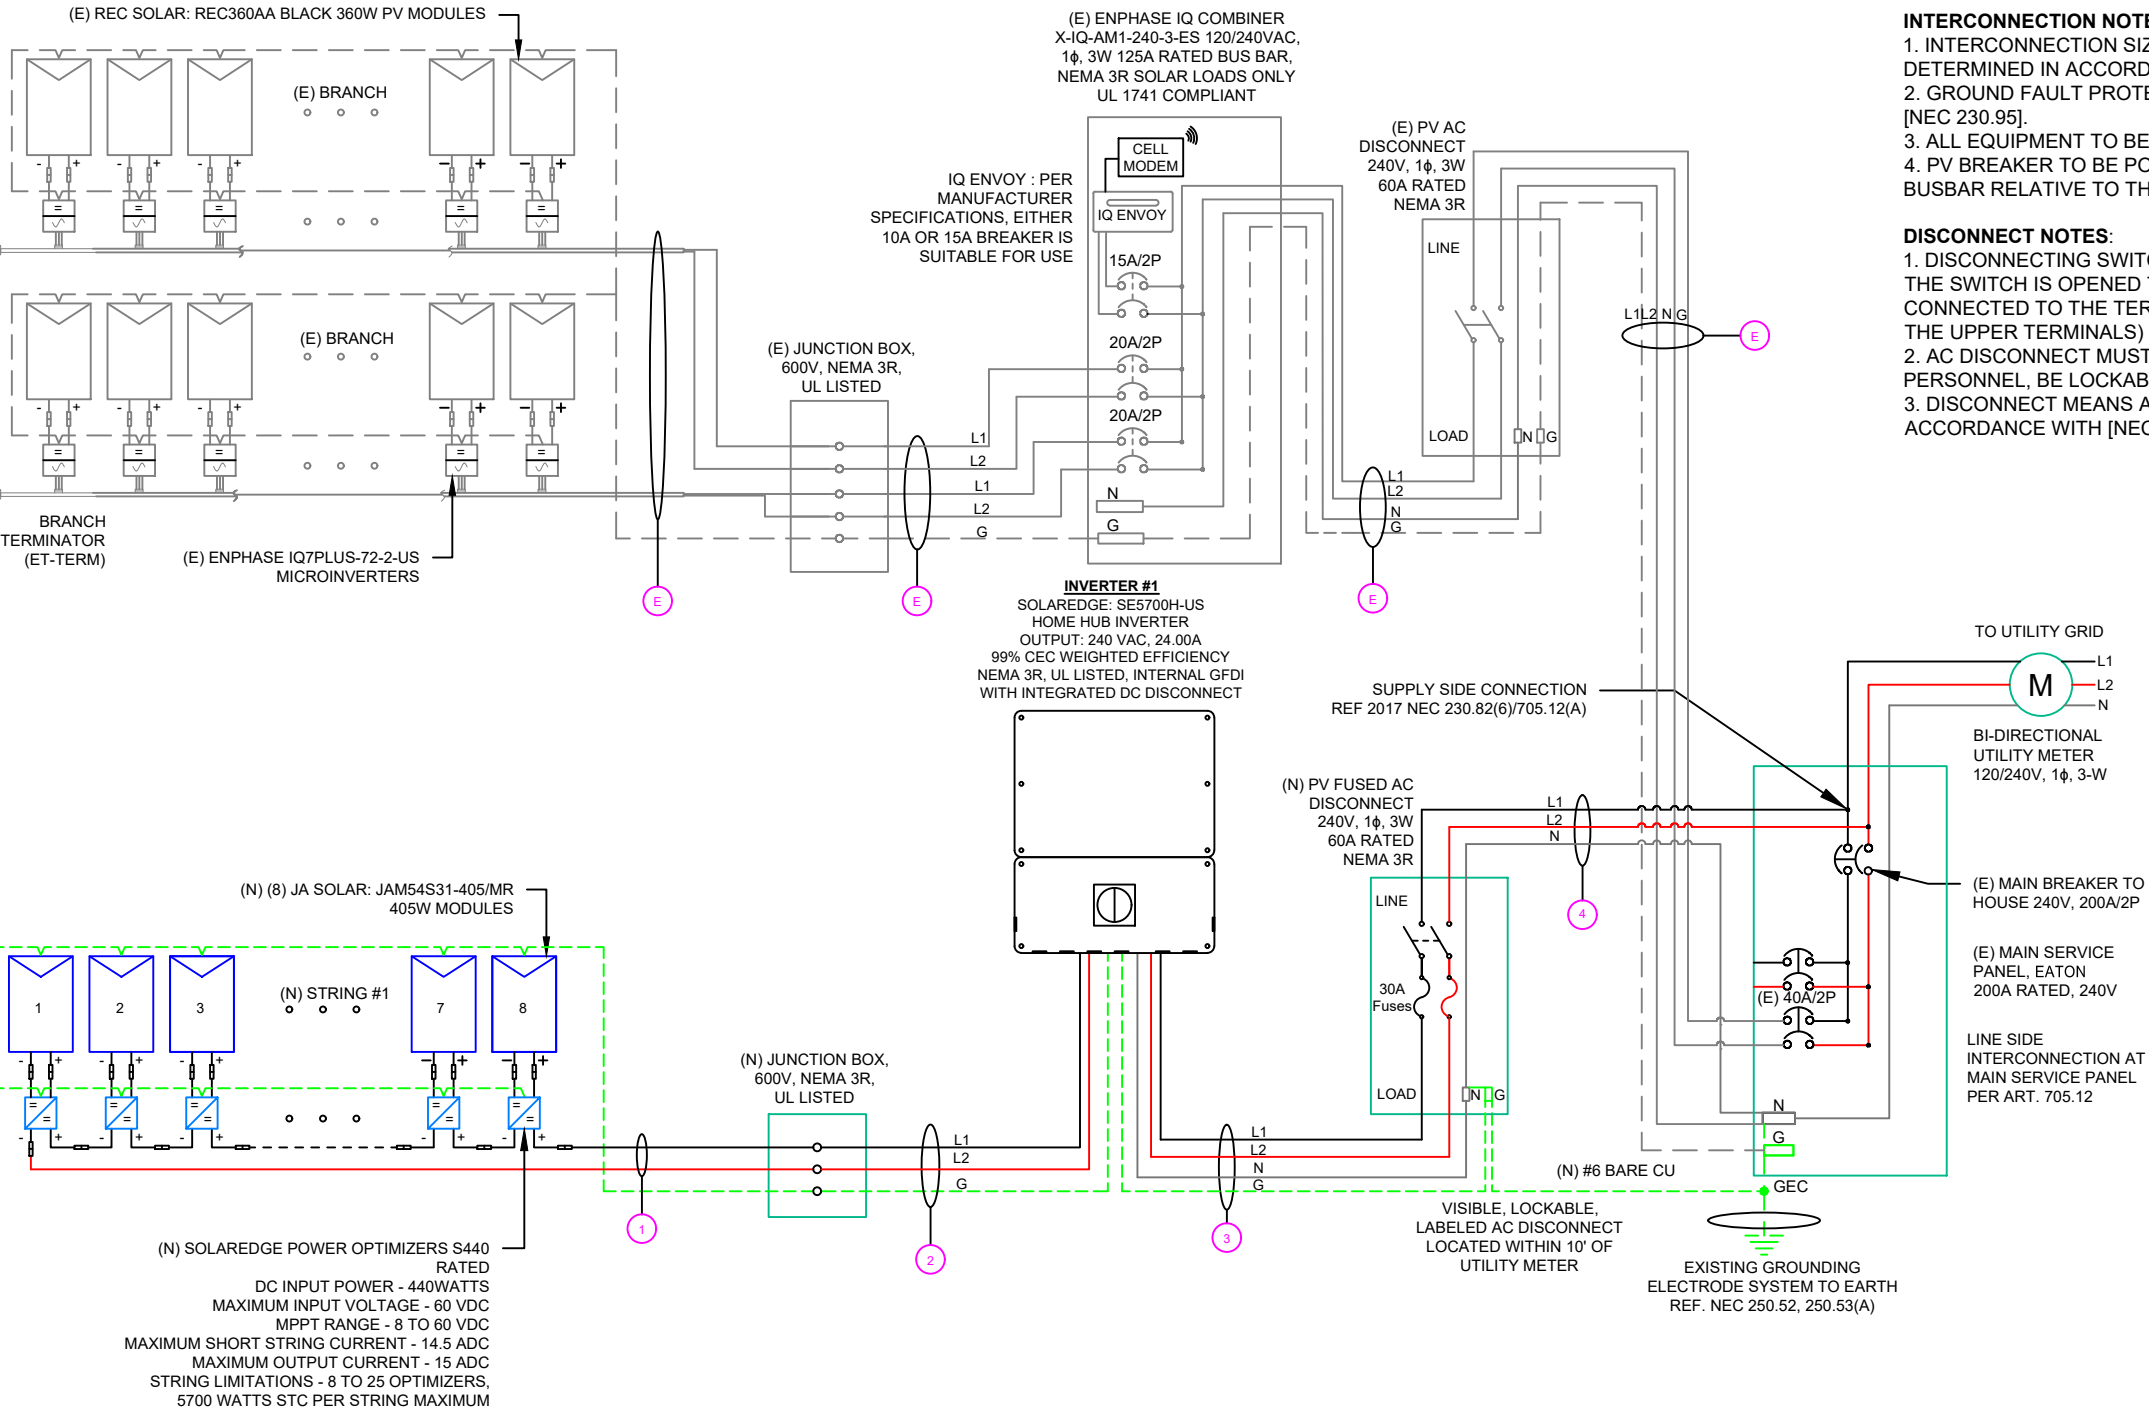 (E) REC SOLAR: REC360AA BLACK 360W PV MODULES
(E) BRANCH
- + - + - + - + - +
= = = = =
(E) BRANCH
- + - + - + - + - +
= = = = =
BRANCH
TERMINATOR
(ET-TERM)
(E) ENPHASE IQ7PLUS-72-2-US
MICROINVERTERS
E
(E) JUNCTION BOX,
600V, NEMA 3R,
UL LISTED
E
L1
L2
L1
L2
G
(E) ENPHASE IQ COMBINER
X-IQ-AM1-240-3-ES 120/240VAC,
1ϕ, 3W 125A RATED BUS BAR,
NEMA 3R SOLAR LOADS ONLY
UL 1741 COMPLIANT
CELL
MODEM
IQ ENVOY
IQ ENVOY : PER
MANUFACTURER
SPECIFICATIONS, EITHER
10A OR 15A BREAKER IS
SUITABLE FOR USE
15A/2P
20A/2P
20A/2P
N
G
L1
L2
N
G
E
(E) PV AC
DISCONNECT
240V, 1ϕ, 3W
60A RATED
NEMA 3R
LINE
LOAD
N G
L1 L2 N G
E
INTERCONNECTION NOTE
1. INTERCONNECTION SIZ
DETERMINED IN ACCORD
2. GROUND FAULT PROTE
[NEC 230.95].
3. ALL EQUIPMENT TO BE
4. PV BREAKER TO BE PO
BUSBAR RELATIVE TO TH
DISCONNECT NOTES:
1. DISCONNECTING SWITC
THE SWITCH IS OPENED T
CONNECTED TO THE TER
THE UPPER TERMINALS)
2. AC DISCONNECT MUST
PERSONNEL, BE LOCKAB
3. DISCONNECT MEANS A
ACCORDANCE WITH [NEC
INVERTER #1
SOLAREDGE: SE5700H-US
HOME HUB INVERTER
OUTPUT: 240 VAC, 24.00A
99% CEC WEIGHTED EFFICIENCY
NEMA 3R, UL LISTED, INTERNAL GFDI
WITH INTEGRATED DC DISCONNECT
SUPPLY SIDE CONNECTION
REF 2017 NEC 230.82(6)/705.12(A)
TO UTILITY GRID
L1
M
L2
N
BI-DIRECTIONAL
UTILITY METER
120/240V, 1ϕ, 3-W
(N) PV FUSED AC
DISCONNECT
240V, 1ϕ, 3W
60A RATED
NEMA 3R
L1
L2
N
4
LINE
30A
Fuses
LOAD
N G
(E) MAIN BREAKER TO
HOUSE 240V, 200A/2P
(E) MAIN SERVICE
PANEL, EATON
200A RATED, 240V
(E) 40A/2P
LINE SIDE
INTERCONNECTION AT
MAIN SERVICE PANEL
PER ART. 705.12
N
G
GEC
(N) (8) JA SOLAR: JAM54S31-405/MR
405W MODULES
1 2 3 7 8
(N) STRING #1
- + - + - + - + - +
= = = = =
= = = = =
- + - + - + - + - +
1
(N) JUNCTION BOX,
600V, NEMA 3R,
UL LISTED
L1
L2
G
2
L1
L2
N
G
3
(N) #6 BARE CU
VISIBLE, LOCKABLE,
LABELED AC DISCONNECT
LOCATED WITHIN 10' OF
UTILITY METER
EXISTING GROUNDING
ELECTRODE SYSTEM TO EARTH
REF. NEC 250.52, 250.53(A)
(N) SOLAREDGE POWER OPTIMIZERS S440
RATED
DC INPUT POWER - 440WATTS
MAXIMUM INPUT VOLTAGE - 60 VDC
MPPT RANGE - 8 TO 60 VDC
MAXIMUM SHORT STRING CURRENT - 14.5 ADC
MAXIMUM OUTPUT CURRENT - 15 ADC
STRING LIMITATIONS - 8 TO 25 OPTIMIZERS,
5700 WATTS STC PER STRING MAXIMUM